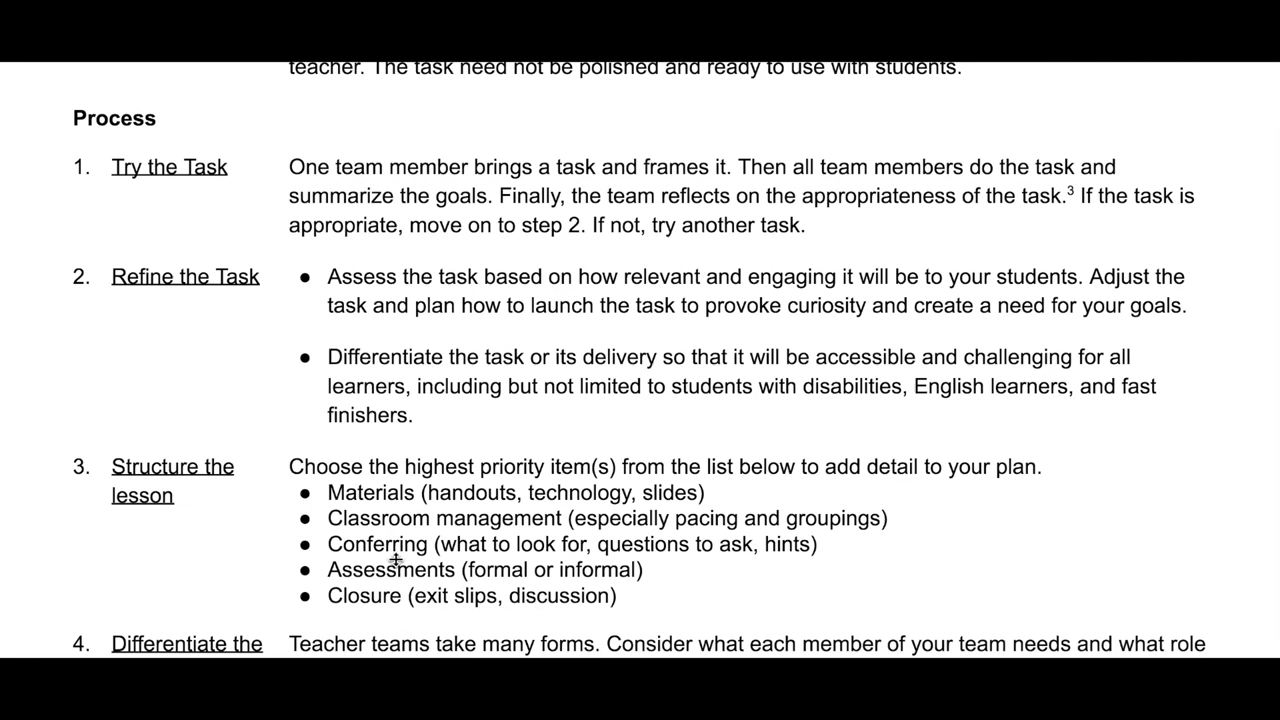 teacher. The task need not be polished and ready to use with students.
Process
1. Try the Task One team member brings a task and frames it. Then all team members do the task and
summarize the goals. Finally, the team reflects on the appropriateness of the task.3 If the task is
appropriate, move on to step 2. If not, try another task.
2. Refine the Task ● Assess the task based on how relevant and engaging it will be to your students. Adjust the
task and plan how to launch the task to provoke curiosity and create a need for your goals.
● Differentiate the task or its delivery so that it will be accessible and challenging for all
learners, including but not limited to students with disabilities, English learners, and fast
finishers.
3. Structure the Choose the highest priority item(s) from the list below to add detail to your plan.
lesson ● Materials (handouts, technology, slides)
● Classroom management (especially pacing and groupings)
● Conferring (what to look for, questions to ask, hints)
● Assessments (formal or informal)
● Closure (exit slips, discussion)
4. Differentiate the Teacher teams take many forms. Consider what each member of your team needs and what role